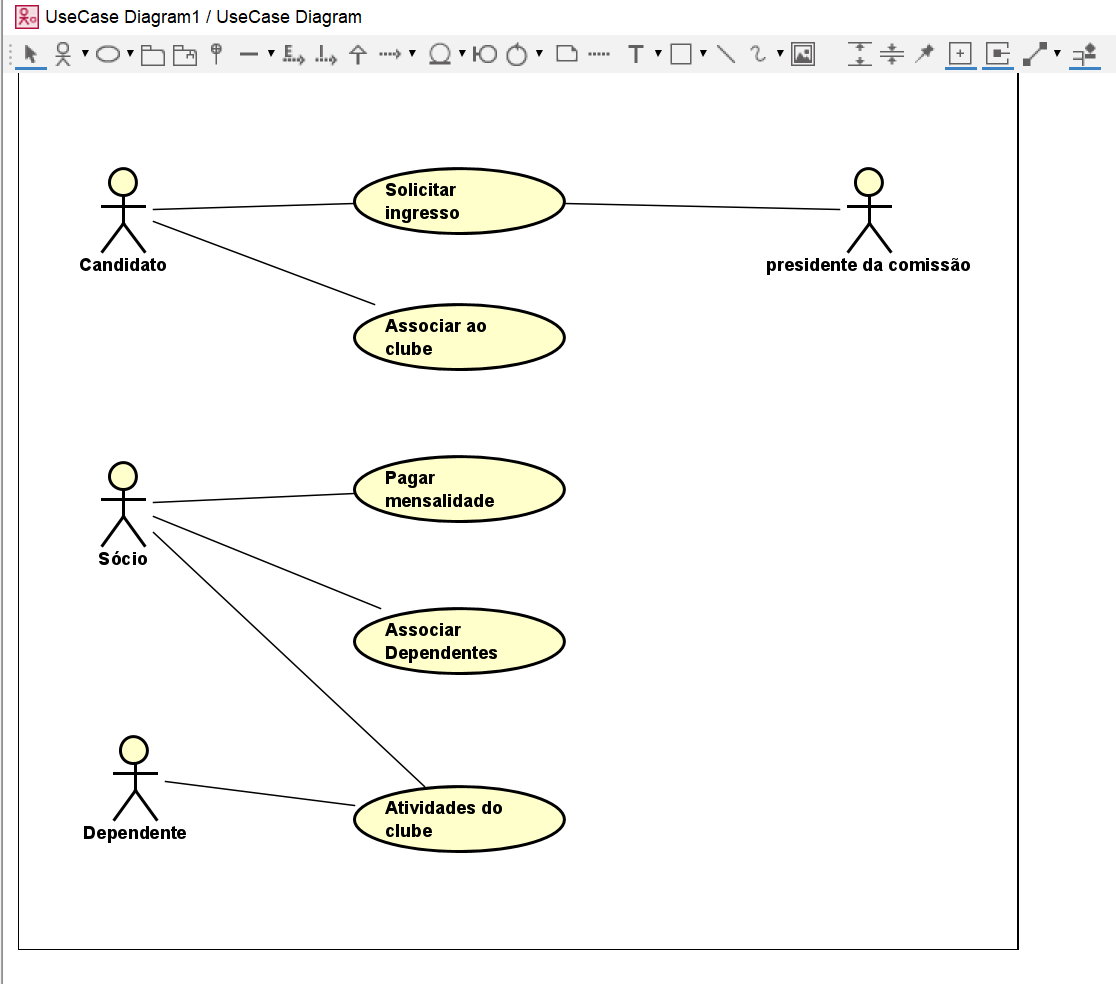 UseCase Diagram1 / UseCase Diagram
T
Solicitar
ingresso
Candidato
presidente da comissão
Associar ao
clube
Pagar
mensalidade
Sócio
Associar
Dependentes
Atividades do
clube
Dependente